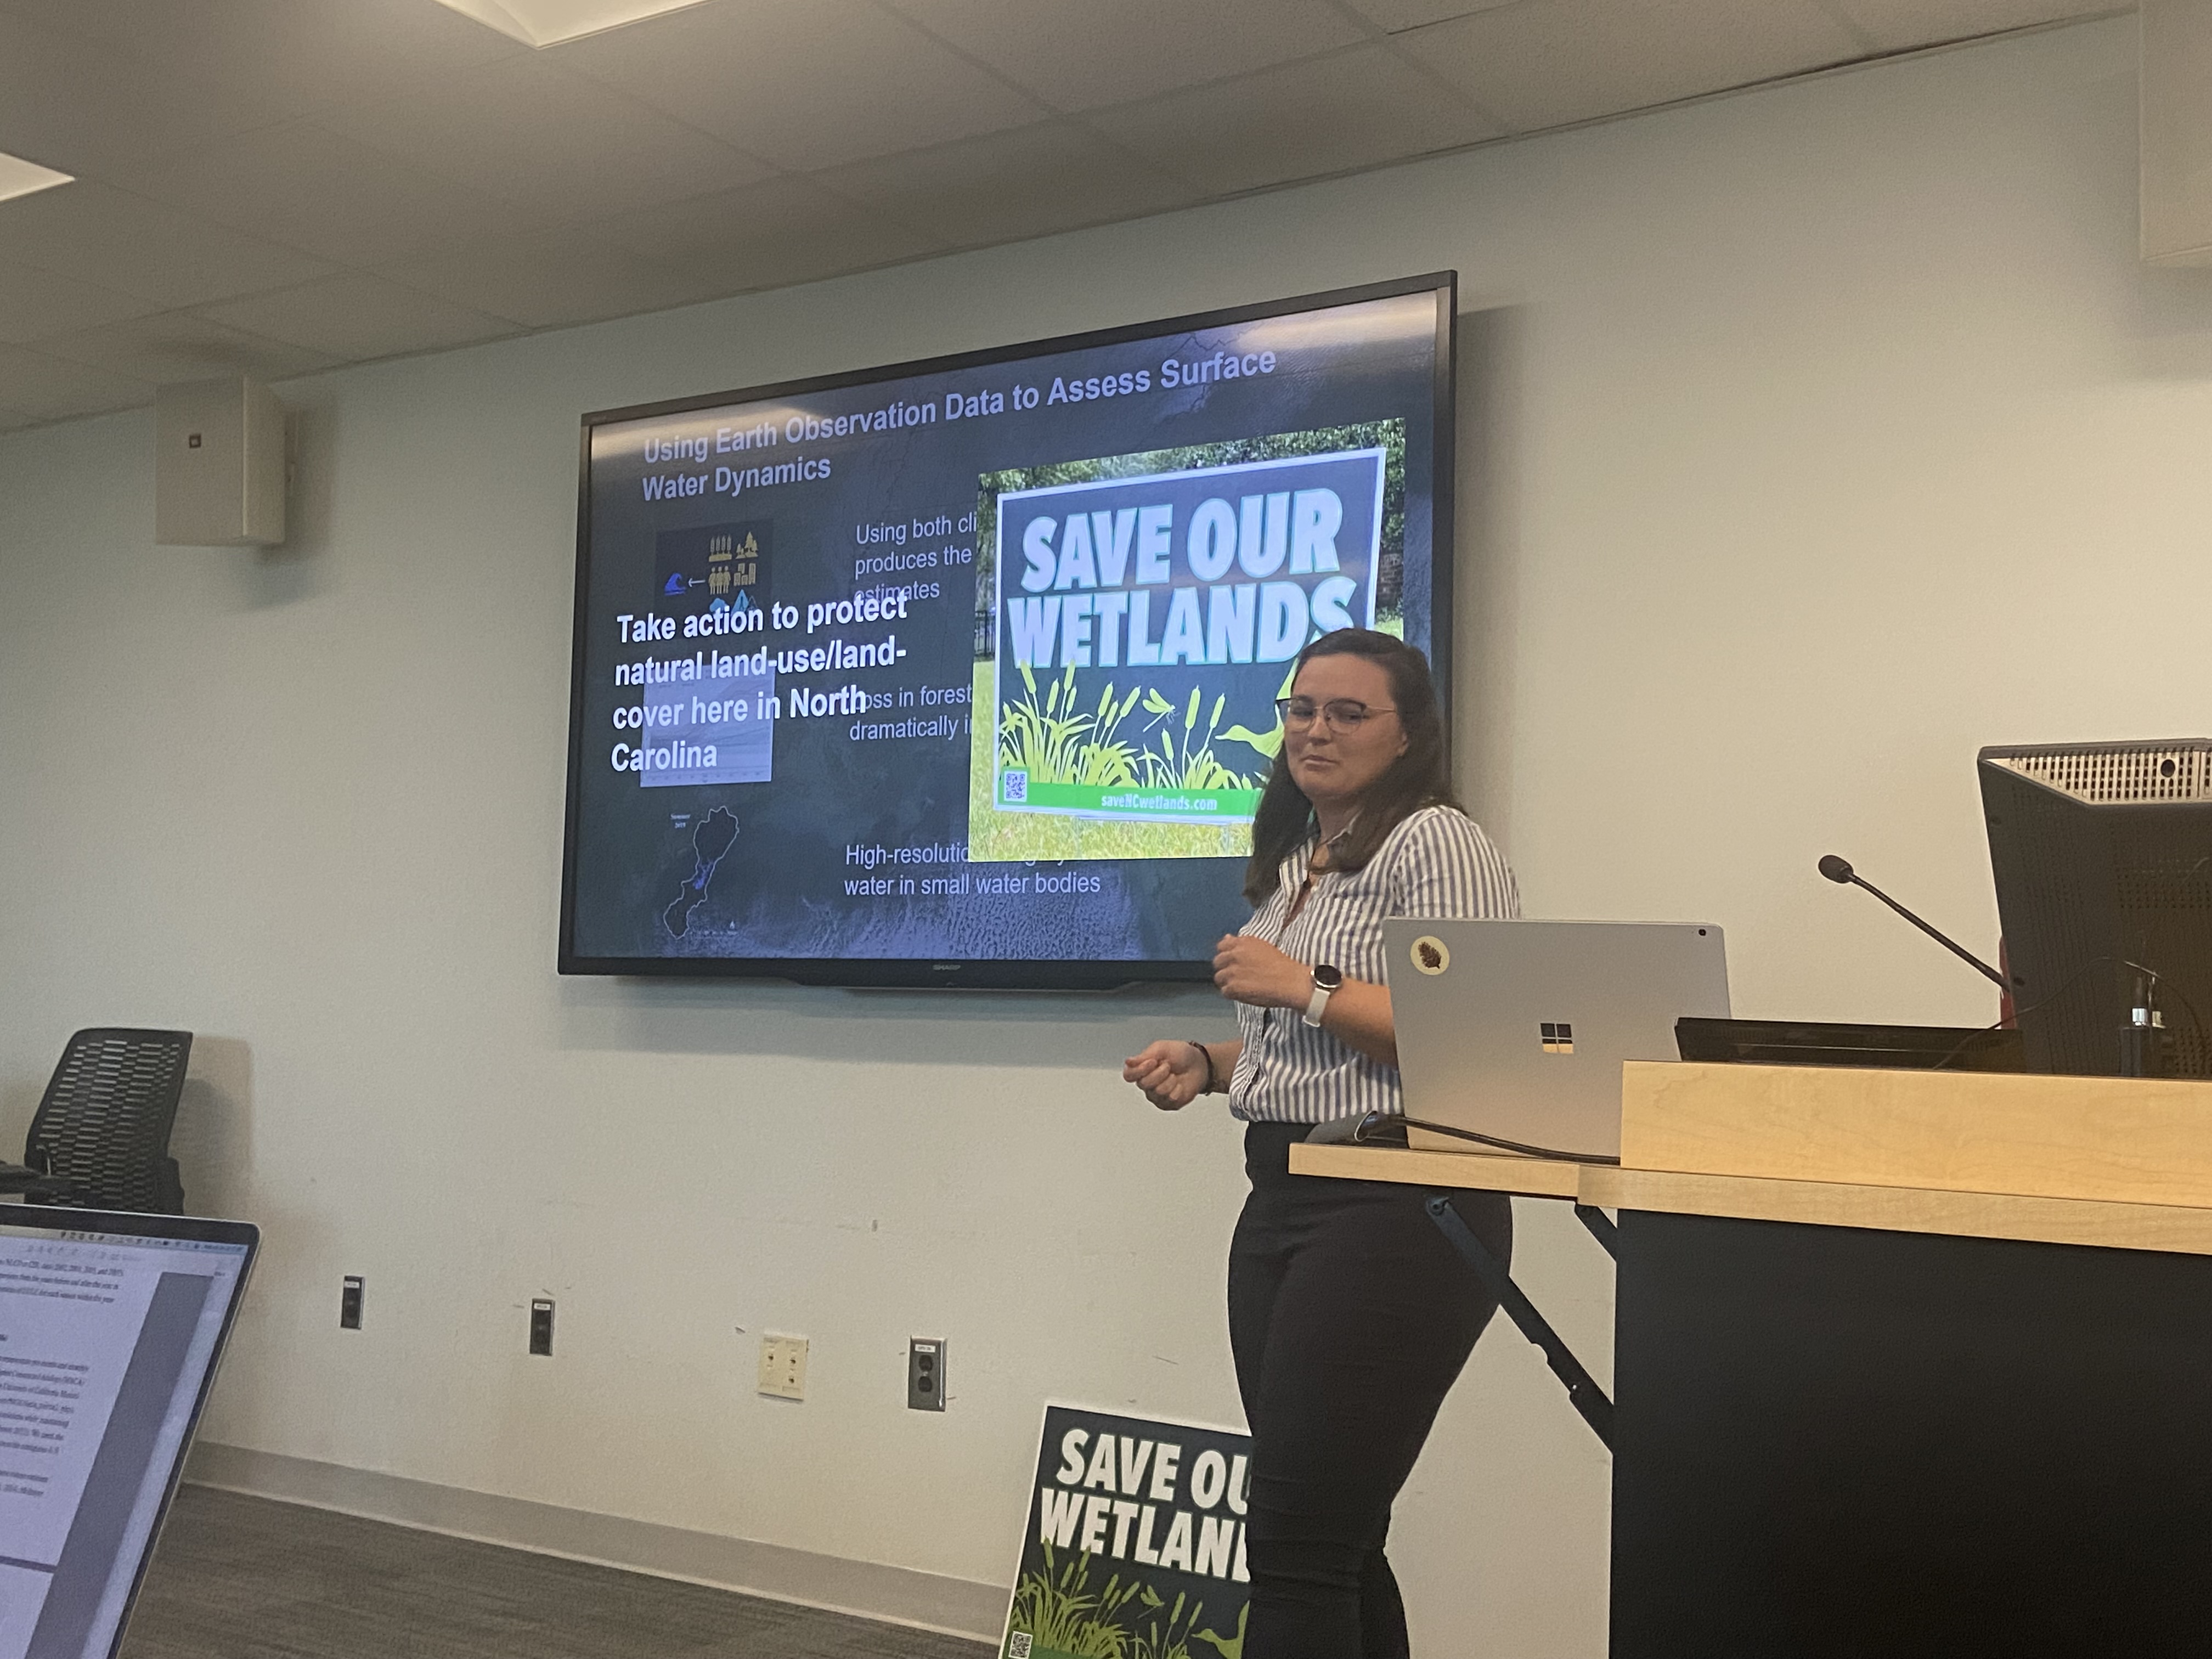 Using Earth Observation Data to Assess Surface
Water Dynamics
Using both cli
produces the
estimates
Take action to protect
natural land-use/land-
cover here in North
Carolina
oss in forest
dramatically i
High-resolutio
water in small water bodies
SAVE OUR
WETLANDS
saveNCwetlands.com
SHARP
SAVE OU
WETLAN